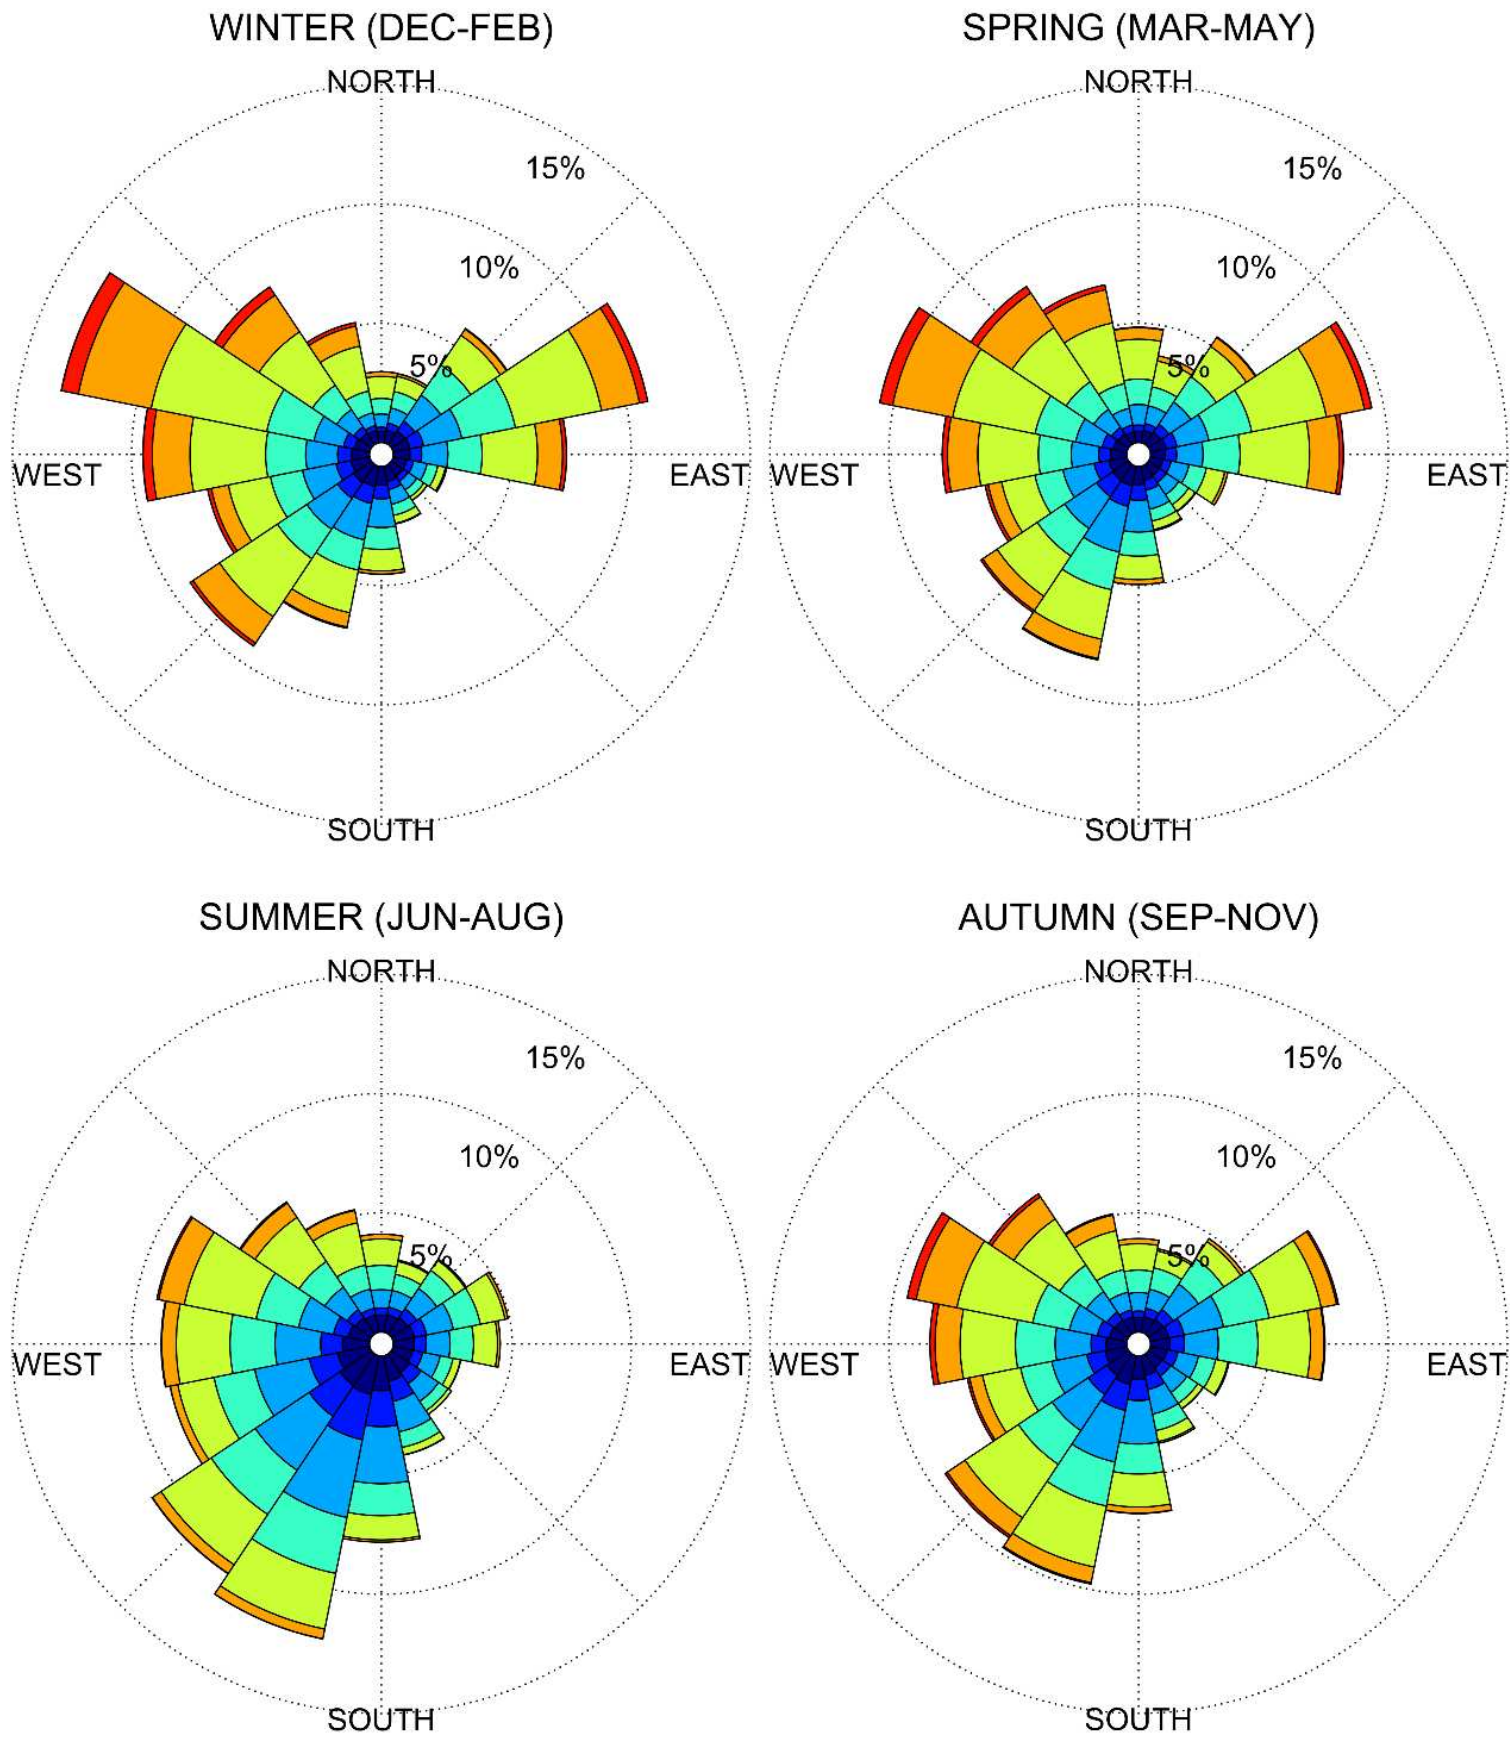 WINTER (DEC-FEB)
NORTH
15%
10%
5%
WEST
EAST
SOUTH
SPRING (MAR-MAY)
NORTH
15%
10%
5%
WEST
EAST
SOUTH
SUMMER (JUN-AUG)
NORTH
15%
10%
5%
WEST
EAST
SOUTH
AUTUMN (SEP-NOV)
NORTH
15%
10%
5%
WEST
EAST
SOUTH